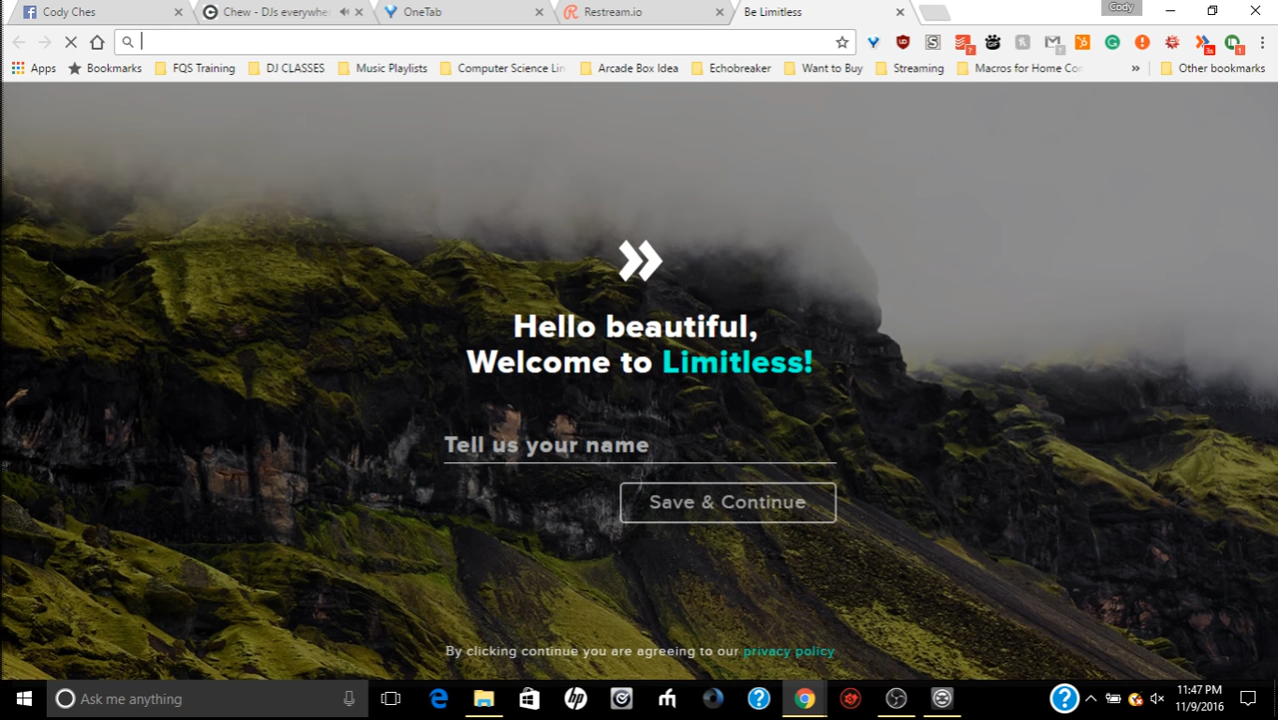 Cody Ches
Chew - DJs everywhe
OneTab
Restream.io
Be Limitless
Cody
Apps
Bookmarks
FQS Training
DJ CLASSES
Music Playlists
Computer Science Lin
Arcade Box Idea
Echobreaker
Want to Buy
Streaming
Macros for Home Co
Other bookmarks
Hello beautiful,
Welcome to Limitless!
Tell us your name
Save & Continue
By clicking continue you are agreeing to our privacy policy
Ask me anything
11:47 PM
11/9/2016